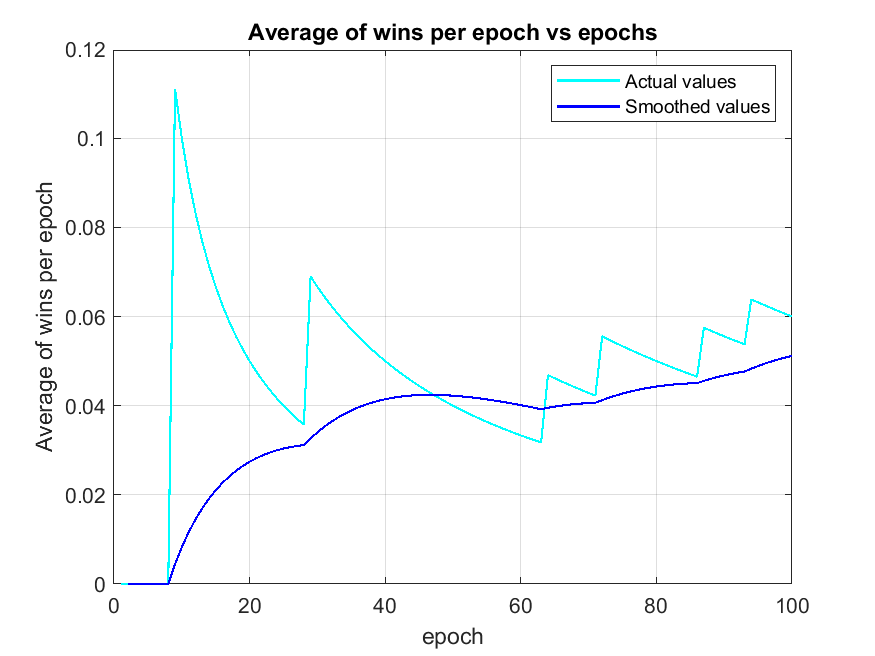 Average of wins per epoch vs epochs
Actual values
Smoothed values
Average of wins per epoch
0.12
0.1
0.08
0.06
0.04
0.02
0
0 20 40 60 80 100
epoch